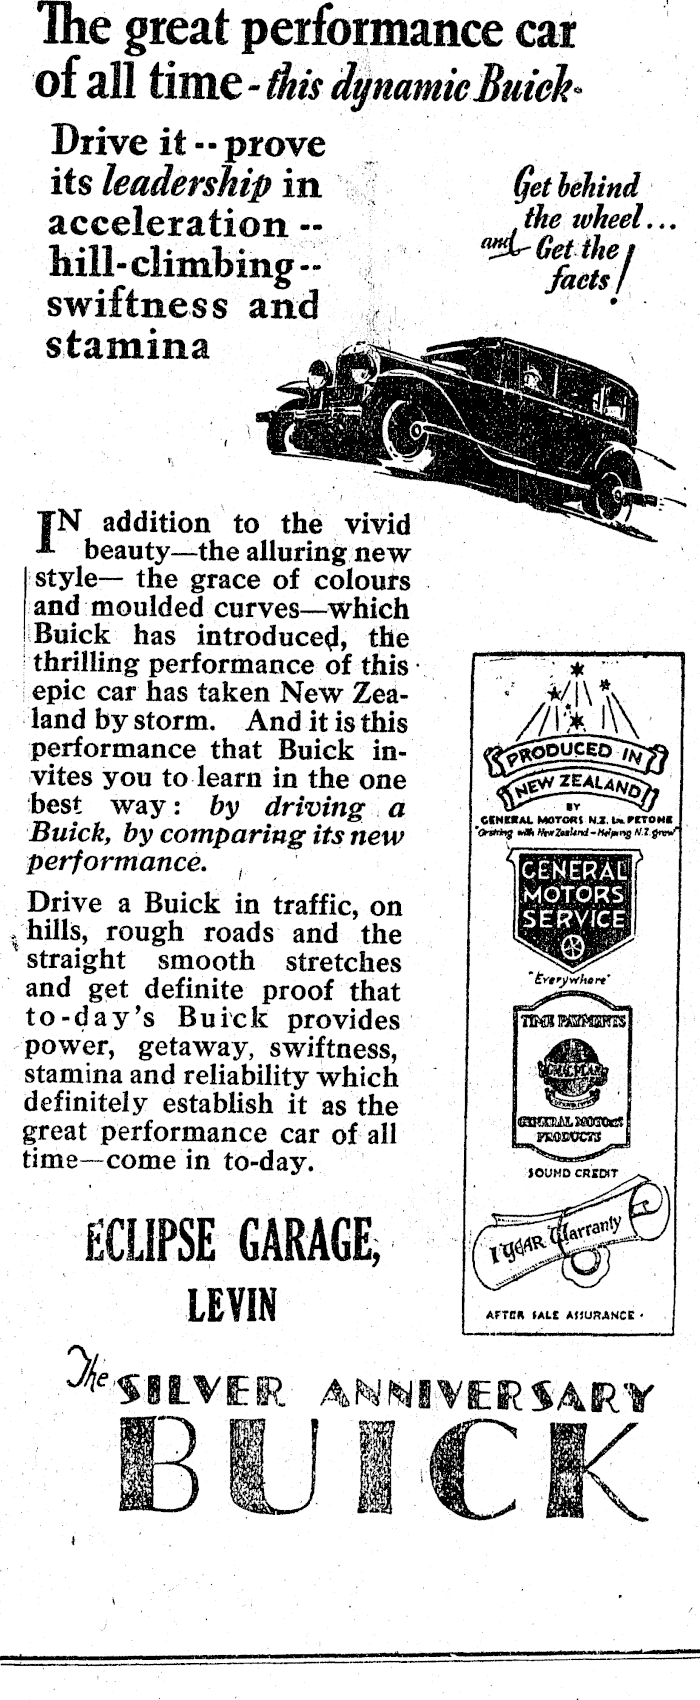 The great performance car
of all time - this dynamic Buick-
Drive it -- prove
its leadership in
acceleration --
hill-climbing --
swiftness and
stamina
Get behind
the wheel...
and Get the
facts!
IN addition to the vivid
beauty—the alluring new
style— the grace of colours
and moulded curves—which
Buick has introduced, the
thrilling performance of this
epic car has taken New Zea-
land by storm. And it is this
performance that Buick in-
vites you to learn in the one
best way: by driving a
Buick, by comparing its new
performance.
Drive a Buick in traffic, on
hills, rough roads and the
straight smooth stretches
and get definite proof that
to-day's Buick provides
power, getaway, swiftness,
stamina and reliability which
definitely establish it as the
great performance car of all
time—come in to-day.
ECLIPSE GARAGE,
LEVIN
PRODUCED IN
NEW ZEALAND
BY
GENERAL MOTORS N.Z. Ltd. PETONE
"Growing with New Zealand - Helping N.Z. grow"
GENERAL
MOTORS
SERVICE
"Everywhere"
TIME PAYMENTS
GMAC PLAN
GENERAL MOTORS
PRODUCTS
SOUND CREDIT
1 YEAR Warranty
AFTER SALE ASSURANCE
The SILVER ANNIVERSARY
BUICK